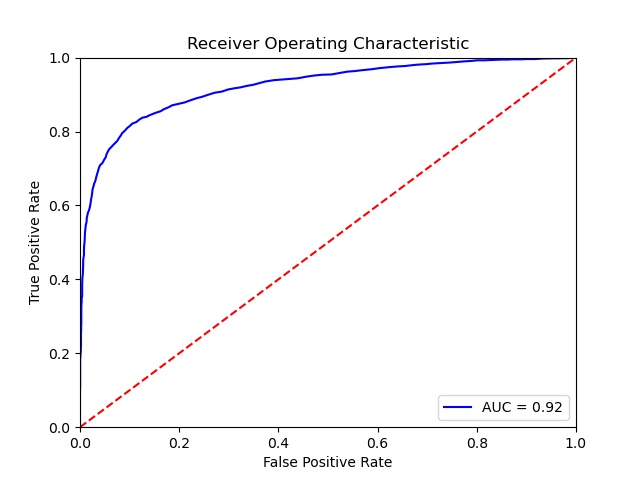 Receiver Operating Characteristic
True Positive Rate
1.0
0.8
0.6
0.4
0.2
0.0
AUC = 0.92
0.0 0.2 0.4 0.6 0.8 1.0
False Positive Rate